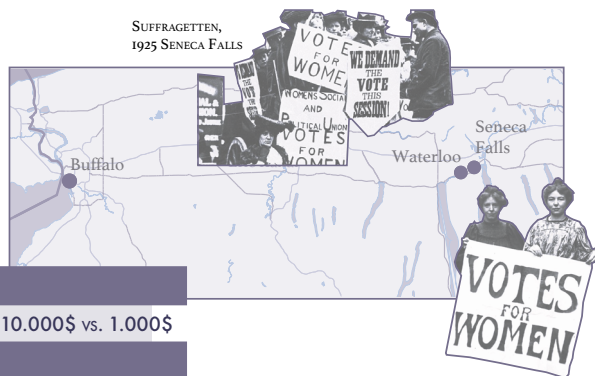 SUFFRAGETTEN,
1925 SENECA FALLS
VOTE
FOR
WOME
WE DEMAND
THE
VOTE
THIS
SESSION!
WOMENS SOCIAL
AND
POLITICAL UNION
VOTES
FOR
WOMEN
Seneca
Falls
Waterloo
Buffalo
VOTES
FOR
WOMEN
10.000$ VS. 1.000$